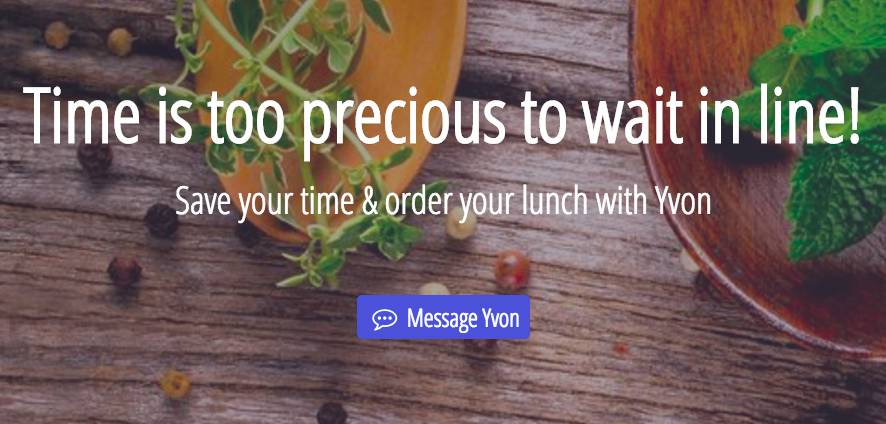 Time is too precious to wait in line!
Save your time & order your lunch with Yvon
Message Yvon